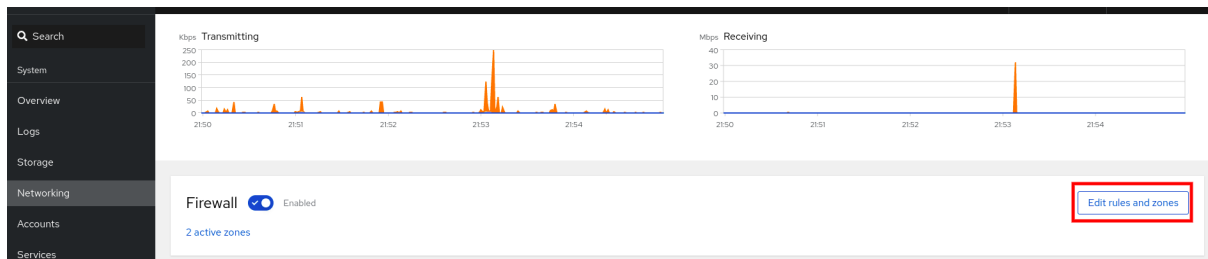 Search
System
Overview
Logs
Storage
Networking
Accounts
Services
Kbps Transmitting
250
200
150
100
50
0
21:50 21:51 21:52 21:53 21:54
Mbps Receiving
40
30
20
10
0
21:50 21:51 21:52 21:53 21:54
Firewall Enabled
Edit rules and zones
2 active zones